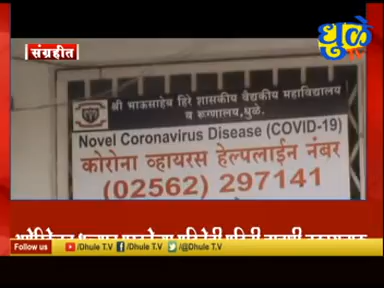 संग्रहीत
धुळे
श्री भाऊसाहेब हिरे शासकीय वैद्यकीय महाविद्यालय
व रुग्णालय,धुळे.
Novel Coronavirus Disease (COVID-19)
कोरोना व्हायरस हेल्पलाईन नंबर
(02562) 297141
Follow us /Dhule T.V /@Dhule T.V /Dhule T.V